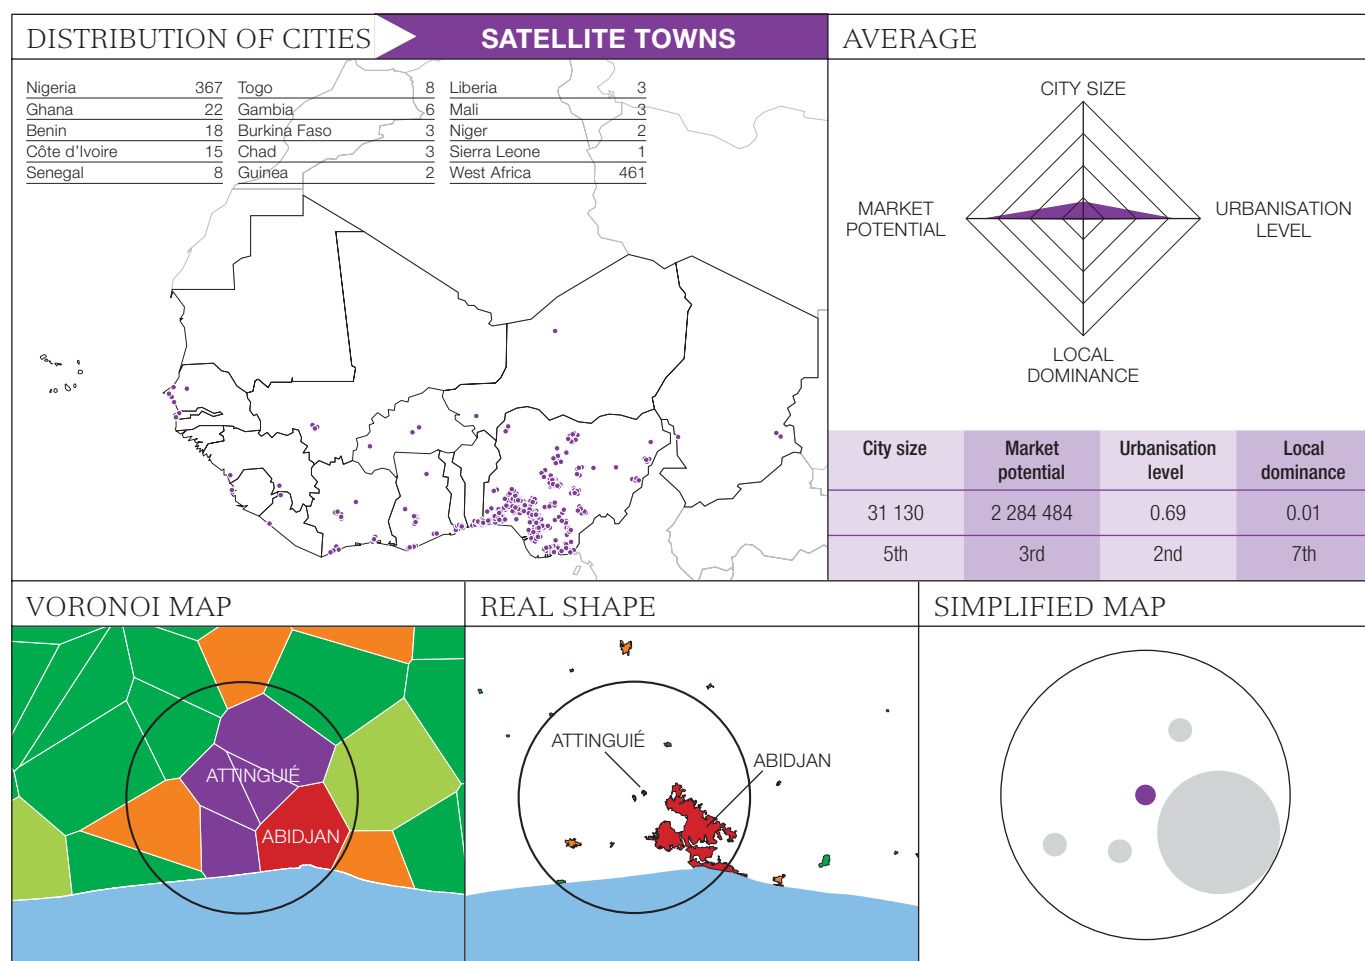 DISTRIBUTION OF CITIES
SATELLITE TOWNS
AVERAGE
Nigeria 367 Togo 8 Liberia 3
Ghana 22 Gambia 6 Mali 3
Benin 18 Burkina Faso 3 Niger 2
Côte d'Ivoire 15 Chad 3 Sierra Leone 1
Senegal 8 Guinea 2 West Africa 461
CITY SIZE
MARKET
POTENTIAL
URBANISATION
LEVEL
LOCAL
DOMINANCE
City size Market potential Urbanisation level Local dominance
31 130 2 284 484 0.69 0.01
5th 3rd 2nd 7th
VORONOI MAP
ATTINGUIÉ
ABIDJAN
REAL SHAPE
ATTINGUIÉ
ABIDJAN
SIMPLIFIED MAP